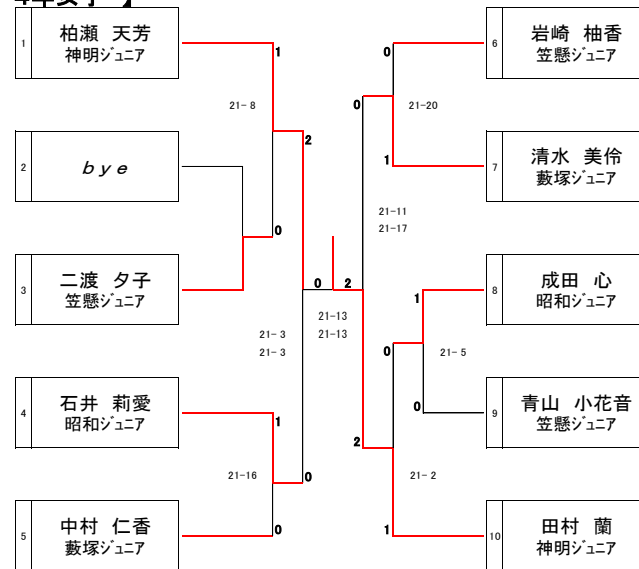 4年女子 】
1
柏瀬 天芳
神明ジュニア
2
bye
3
二渡 夕子
笠懸ジュニア
4
石井 莉愛
昭和ジュニア
5
中村 仁香
藪塚ジュニア
1
21-8
2
0
21-3
21-3
1
21-16
0
0
0
2
21-13
21-13
0
0
21-20
1
21-11
21-17
1
0
21-5
0
2
21-2
1
6
岩崎 柚香
笠懸ジュニア
7
清水 美伶
藪塚ジュニア
8
成田 心
昭和ジュニア
9
青山 小花音
笠懸ジュニア
10
田村 蘭
神明ジュニア